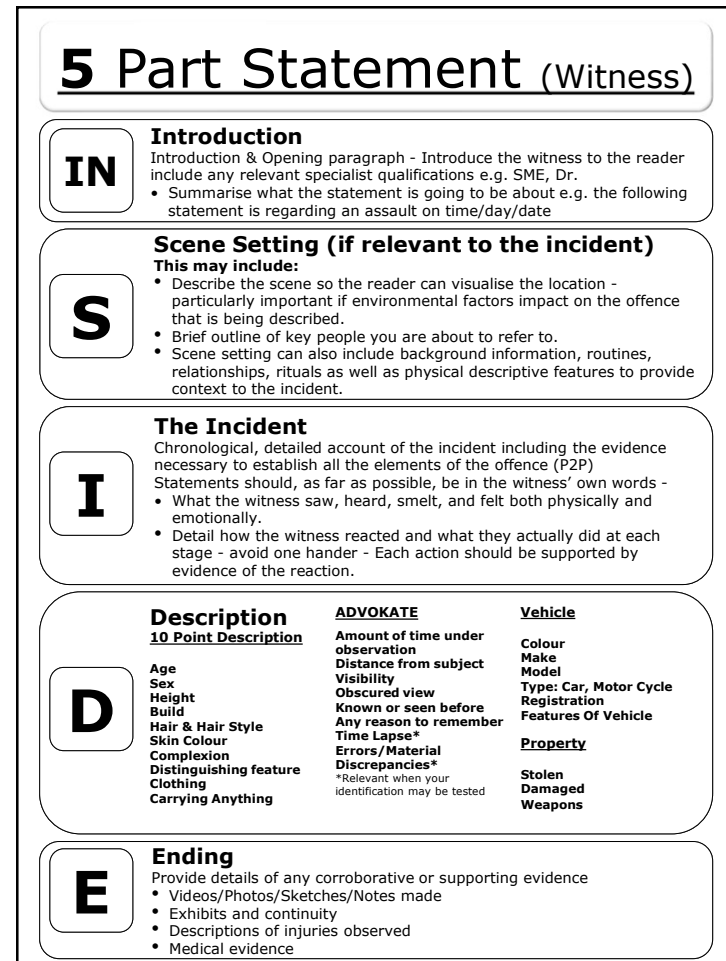 5 Part Statement (Witness)
IN
Introduction
Introduction & Opening paragraph - Introduce the witness to the reader
include any relevant specialist qualifications e.g. SME, Dr.
• Summarise what the statement is going to be about e.g. the following
statement is regarding an assault on time/day/date
S
Scene Setting (if relevant to the incident)
This may include:
• Describe the scene so the reader can visualise the location -
particularly important if environmental factors impact on the offence
that is being described.
• Brief outline of key people you are about to refer to.
• Scene setting can also include background information, routines,
relationships, rituals as well as physical descriptive features to provide
context to the incident.
I
The Incident
Chronological, detailed account of the incident including the evidence
necessary to establish all the elements of the offence (P2P)
Statements should, as far as possible, be in the witness' own words -
• What the witness saw, heard, smelt, and felt both physically and
emotionally.
• Detail how the witness reacted and what they actually did at each
stage - avoid one hander - Each action should be supported by
evidence of the reaction.
D
Description
10 Point Description
Age
Sex
Height
Build
Hair & Hair Style
Skin Colour
Complexion
Distinguishing feature
Clothing
Carrying Anything
ADVOKATE
Amount of time under
observation
Distance from subject
Visibility
Obscured view
Known or seen before
Any reason to remember
Time Lapse*
Errors/Material
Discrepancies*
*Relevant when your
identification may be tested
Vehicle
Colour
Make
Model
Type: Car, Motor Cycle
Registration
Features Of Vehicle
Property
Stolen
Damaged
Weapons
E
Ending
Provide details of any corroborative or supporting evidence
• Videos/Photos/Sketches/Notes made
• Exhibits and continuity
• Descriptions of injuries observed
• Medical evidence